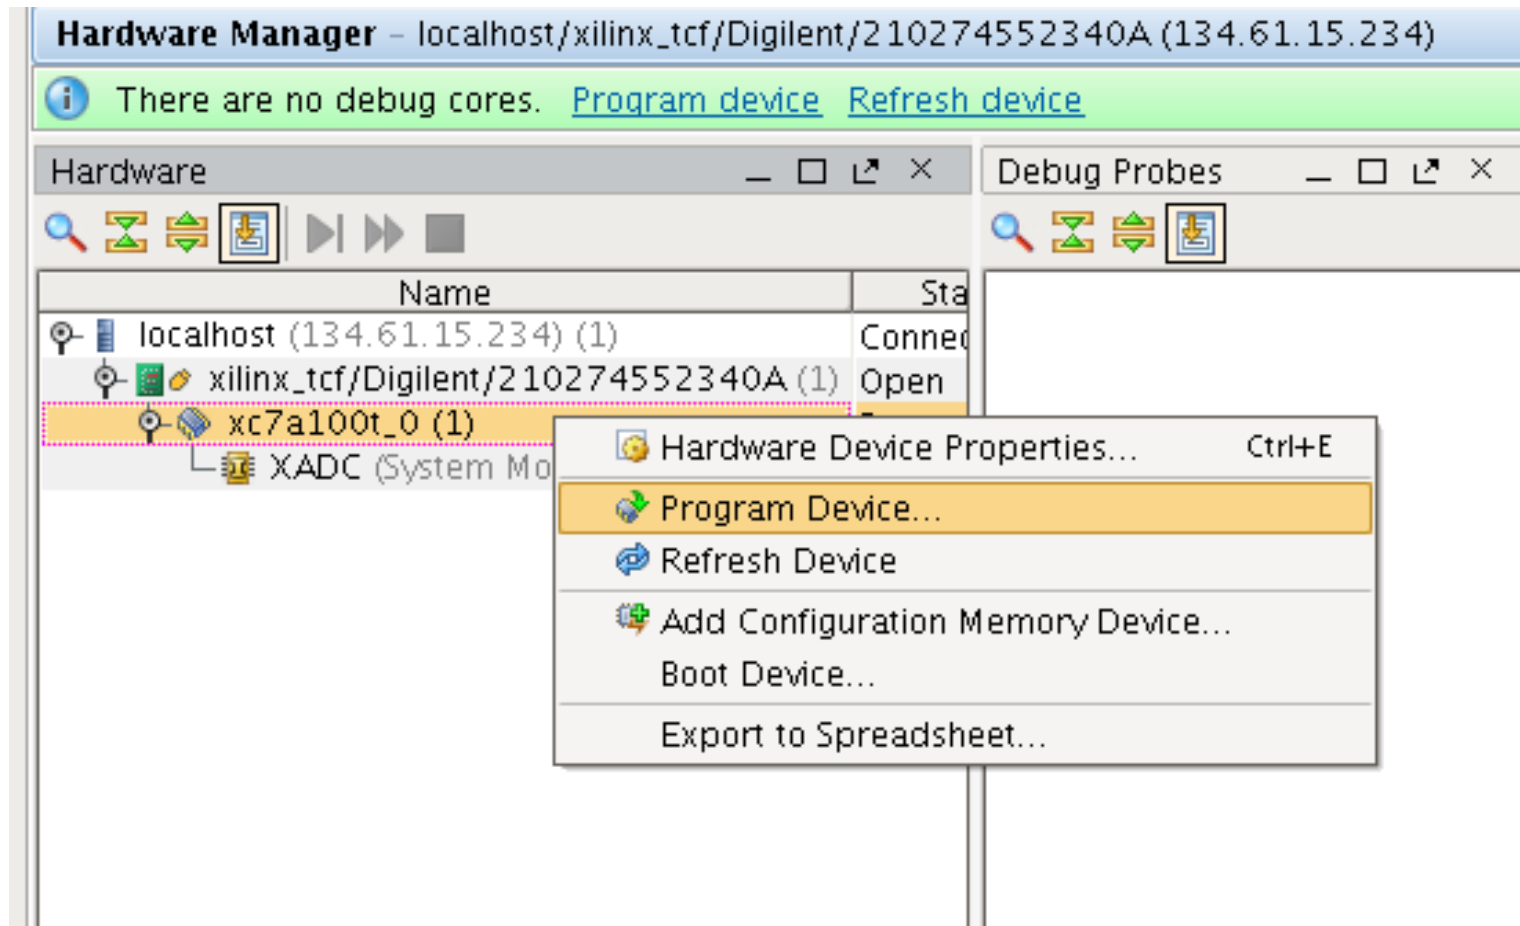 Hardware Manager – localhost/xilinx_tcf/Digilent/210274552340A (134.61.15.234)
There are no debug cores. Program device Refresh device
Hardware
Debug Probes
Name Sta
localhost (134.61.15.234) (1) Connec
xilinx_tcf/Digilent/210274552340A (1) Open
xc7a100t_0 (1)
XADC (System Mo
Hardware Device Properties... Ctrl+E
Program Device...
Refresh Device
Add Configuration Memory Device...
Boot Device...
Export to Spreadsheet...